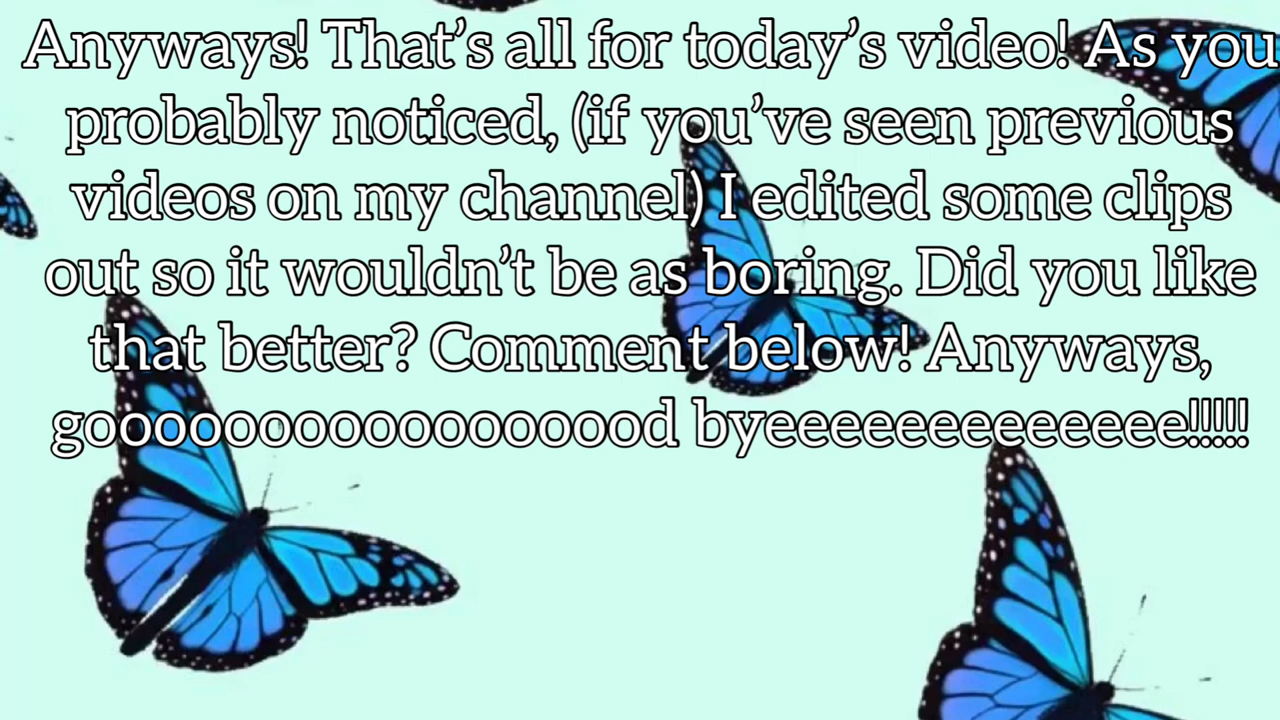 Anyways! That’s all for today’s video! As you
probably noticed, (if you’ve seen previous
videos on my channel) I edited some clips
out so it wouldn’t be as boring. Did you like
that better? Comment below! Anyways,
goooooooooooooooood byeeeeeeeeeeeeee!!!!!